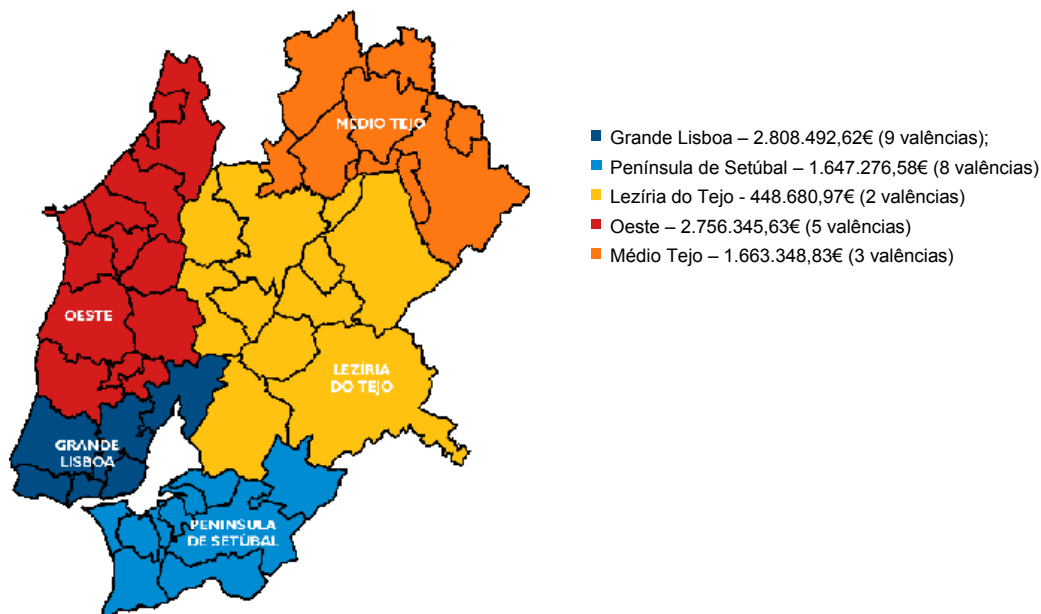 MÉDIO TEJO
OESTE
LEZÍRIA
DO TEJO
GRANDE
LISBOA
PENÍNSULA
DE SETÚBAL
Grande Lisboa – 2.808.492,62€ (9 valências);
Península de Setúbal – 1.647.276,58€ (8 valências)
Lezíria do Tejo - 448.680,97€ (2 valências)
Oeste – 2.756.345,63€ (5 valências)
Médio Tejo – 1.663.348,83€ (3 valências)